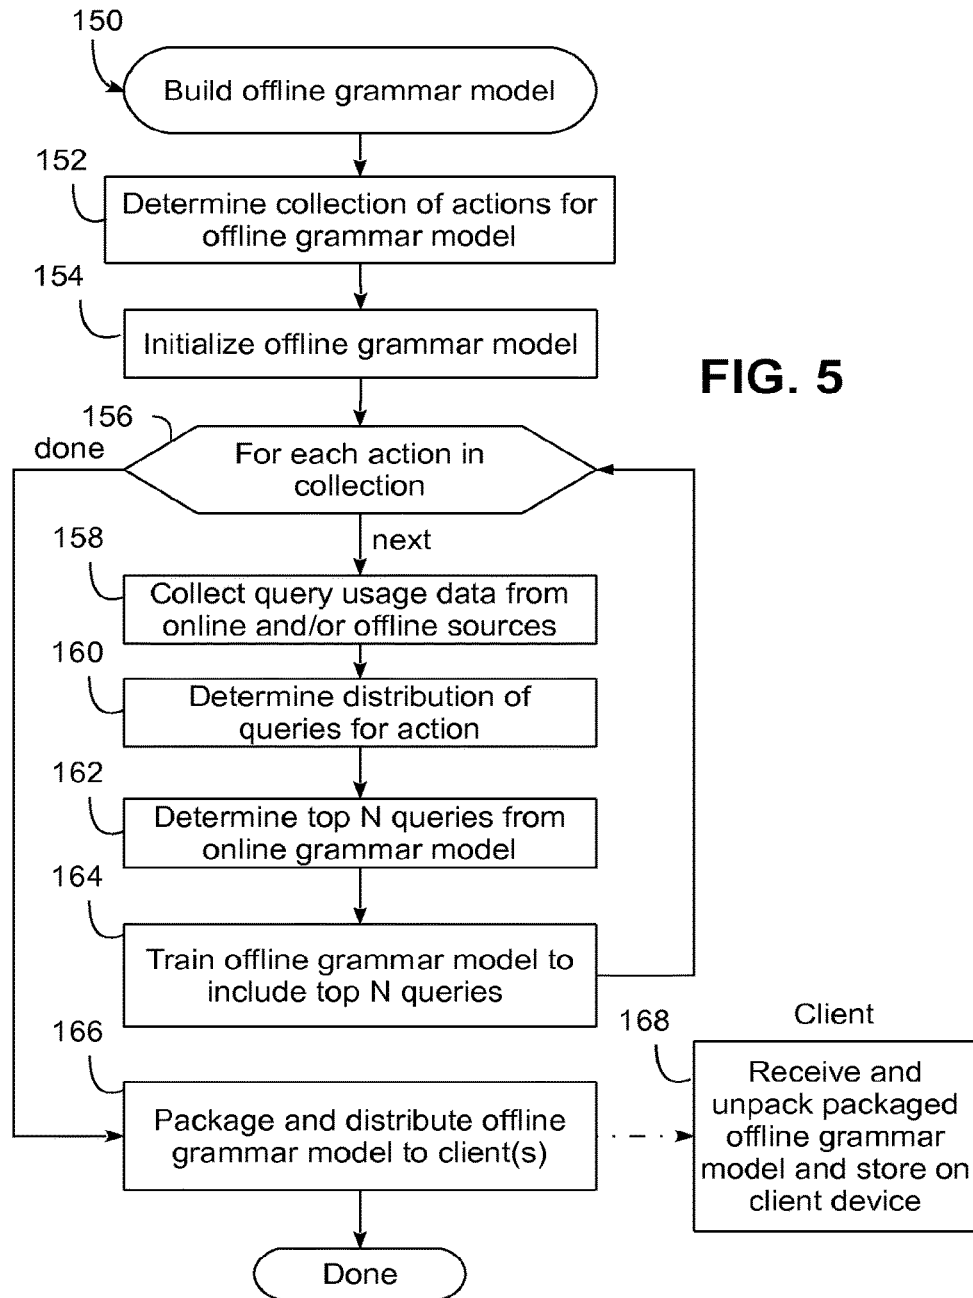 150
Build offline grammar model
152
Determine collection of actions for
offline grammar model
154
Initialize offline grammar model
FIG. 5
156
done
For each action in
collection
next
158
Collect query usage data from
online and/or offline sources
160
Determine distribution of
queries for action
162
Determine top N queries from
online grammar model
164
Train offline grammar model to
include top N queries
166
Package and distribute offline
grammar model to client(s)
Client
168
Receive and
unpack packaged
offline grammar
model and store on
client device
Done